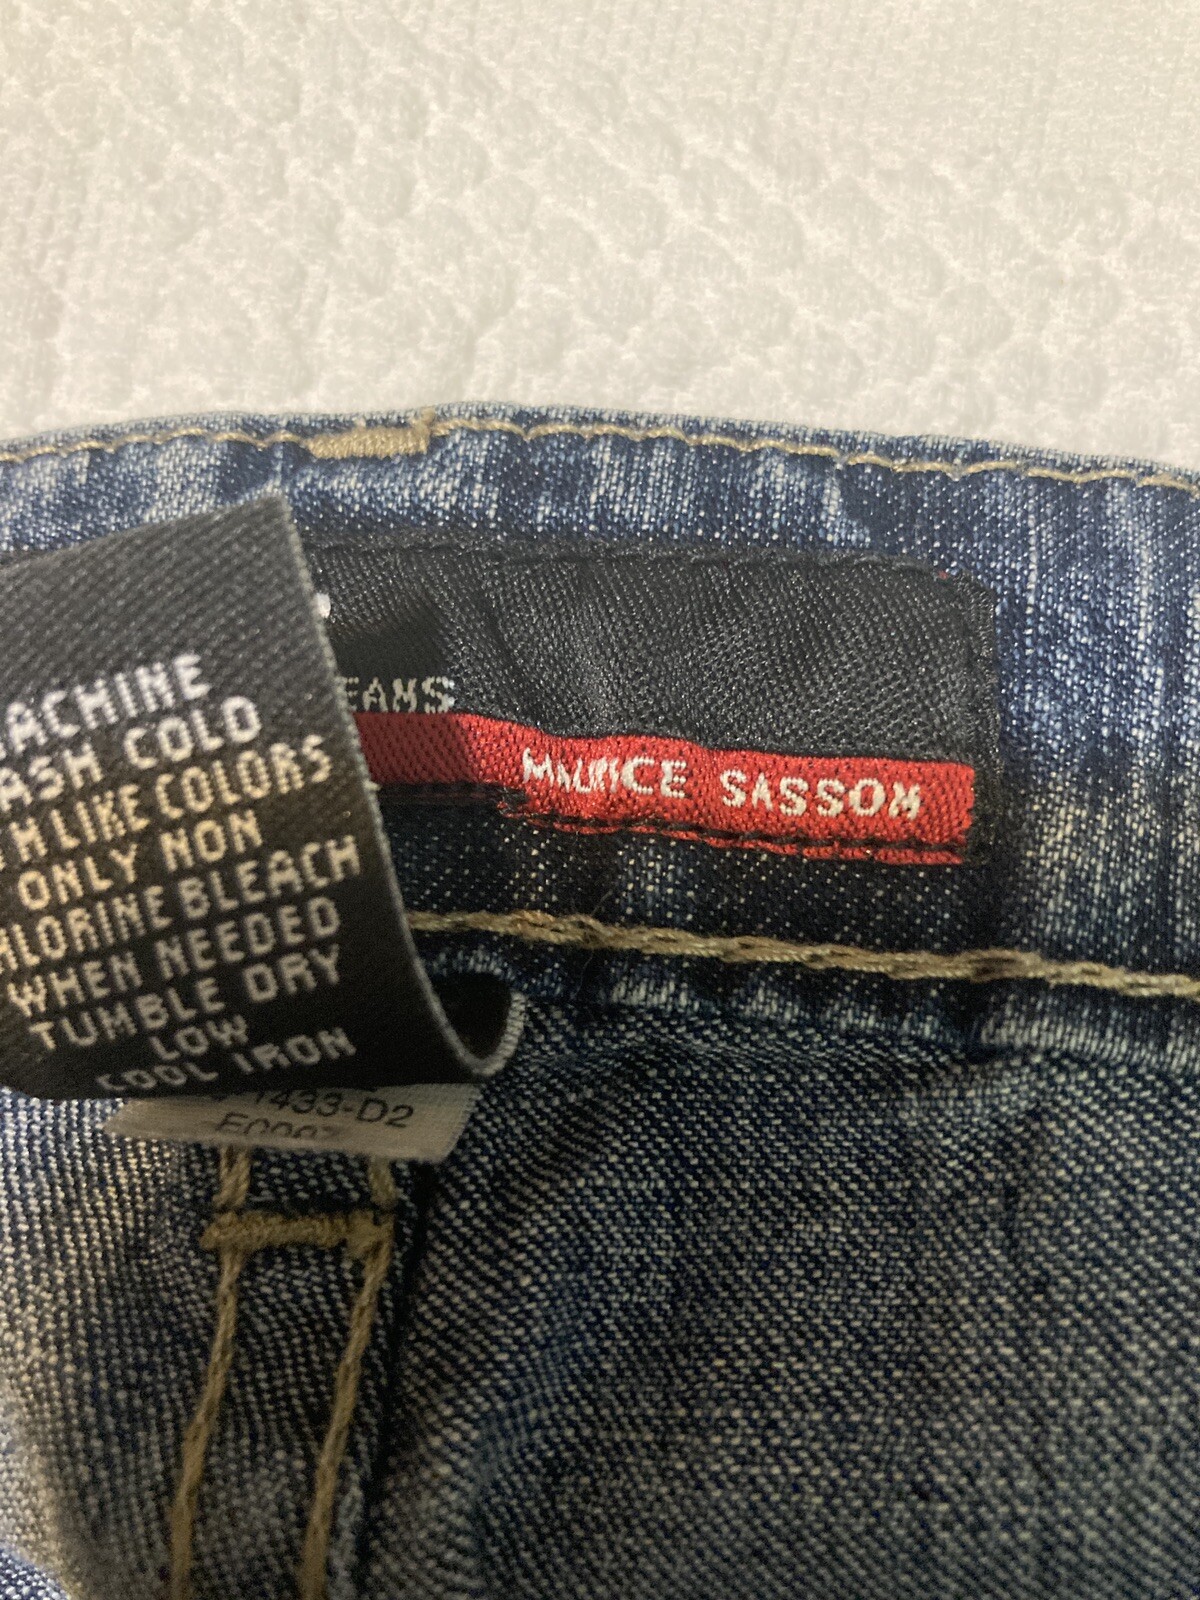 EAMS
MAURICE SASSON
ACHINE
ASH COLD
H LIKE COLORS
ONLY NON
HLORINE BLEACH
WHEN NEEDED
TUMBLE DRY
LOW
COOL IRON
1433-D2